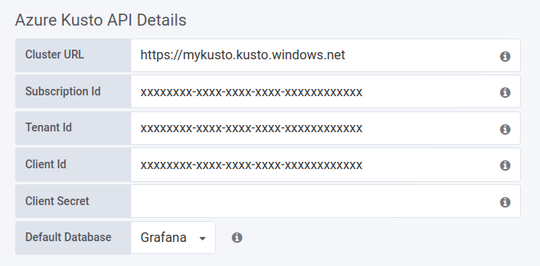 Azure Kusto API Details
Cluster URL https://mykusto.kusto.windows.net
Subscription Id xxxxxxxx-xxxx-xxxx-xxxx-xxxxxxxxxxxx
Tenant Id xxxxxxxx-xxxx-xxxx-xxxx-xxxxxxxxxxxx
Client Id xxxxxxxx-xxxx-xxxx-xxxx-xxxxxxxxxxxx
Client Secret
Default Database Grafana